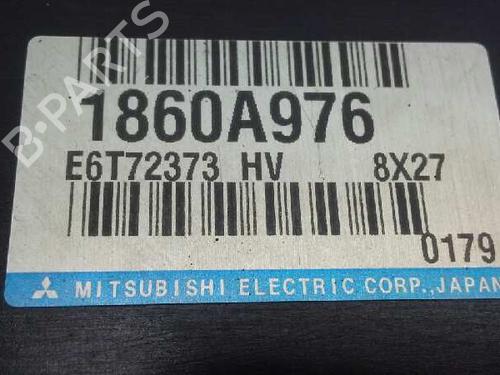 1860A976
E6T72373 HV 8X27
0179
MITSUBISHI ELECTRIC CORP.,JAPAN
B-PARTS